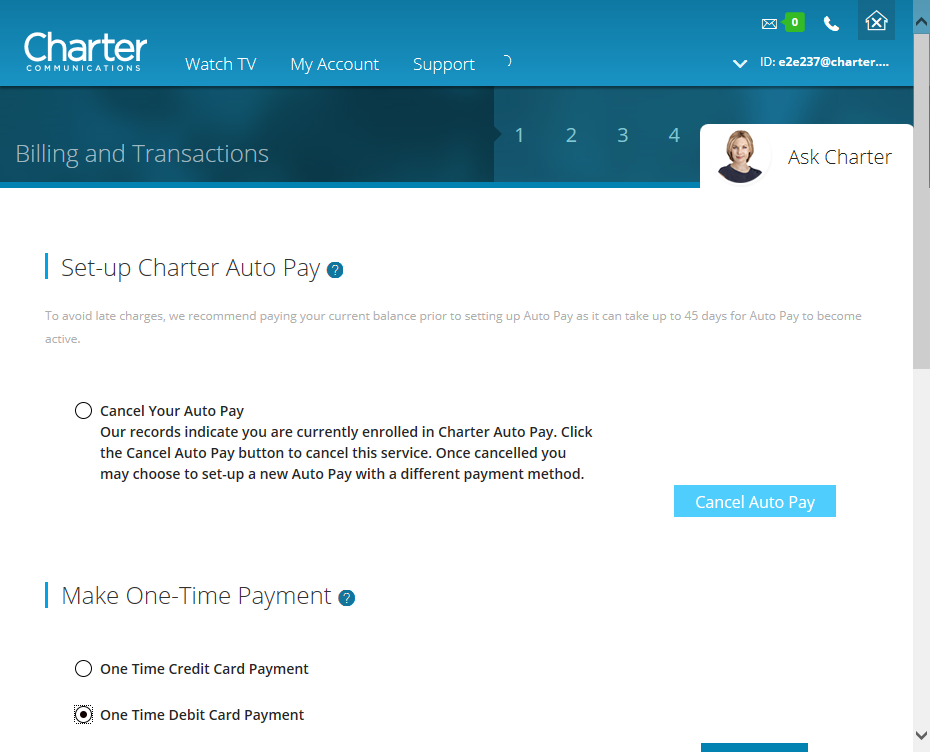 0
Charter
COMMUNICATIONS
Watch TV My Account Support
ID: e2e237@charter....
1 2 3 4
Billing and Transactions
Ask Charter
Set-up Charter Auto Pay ?
To avoid late charges, we recommend paying your current balance prior to setting up Auto Pay as it can take up to 45 days for Auto Pay to become
active.
Cancel Your Auto Pay
Our records indicate you are currently enrolled in Charter Auto Pay. Click
the Cancel Auto Pay button to cancel this service. Once cancelled you
may choose to set-up a new Auto Pay with a different payment method.
Cancel Auto Pay
Make One-Time Payment ?
One Time Credit Card Payment
One Time Debit Card Payment